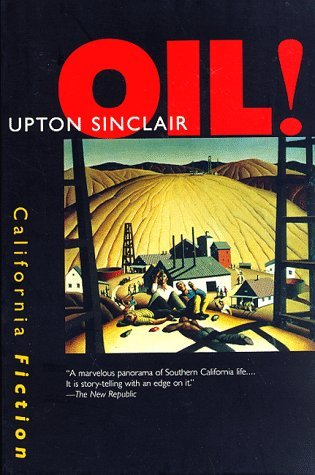 OIL!
UPTON SINCLAIR
California Fiction
"A marvelous panorama of Southern California life....
It is story-telling with an edge on it."
—The New Republic